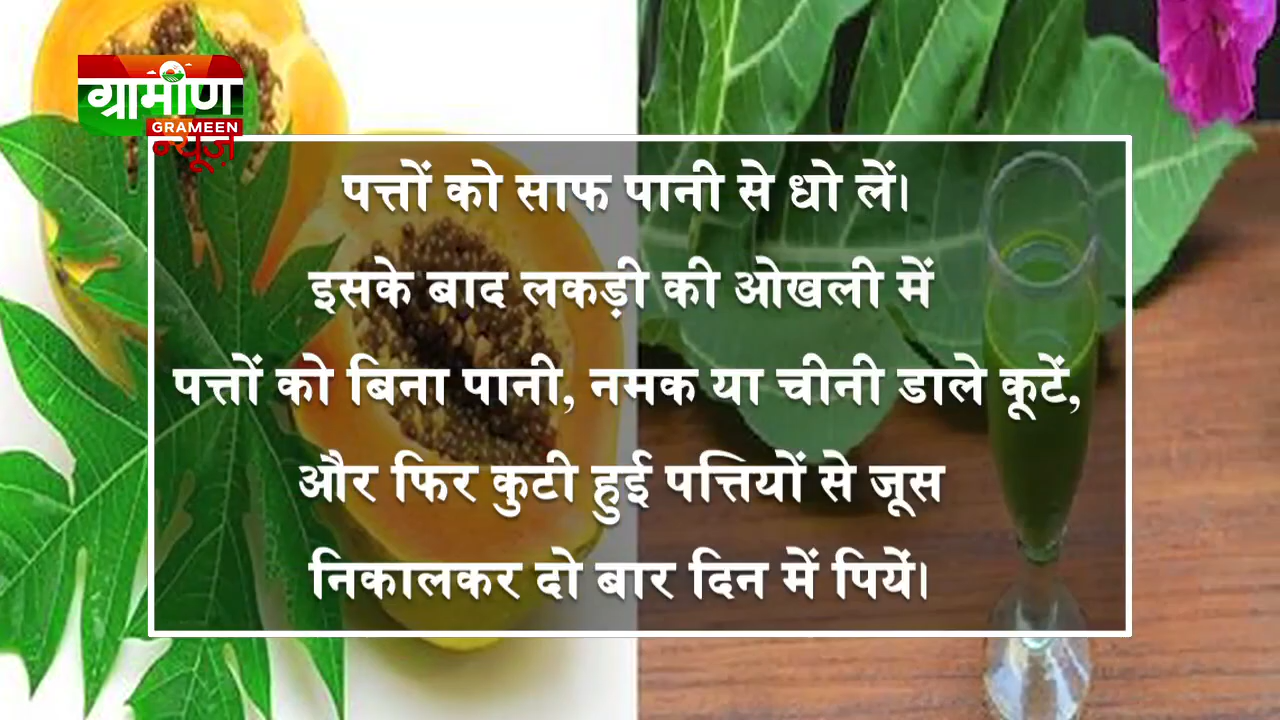 ग्रामीण
GRAMEEN
न्यूज़
पत्तों को साफ पानी से धो लें।
इसके बाद लकड़ी की ओखली में
पत्तों को बिना पानी, नमक या चीनी डाले कूटें,
और फिर कुटी हुई पत्तियों से जूस
निकालकर दो बार दिन में पियें।